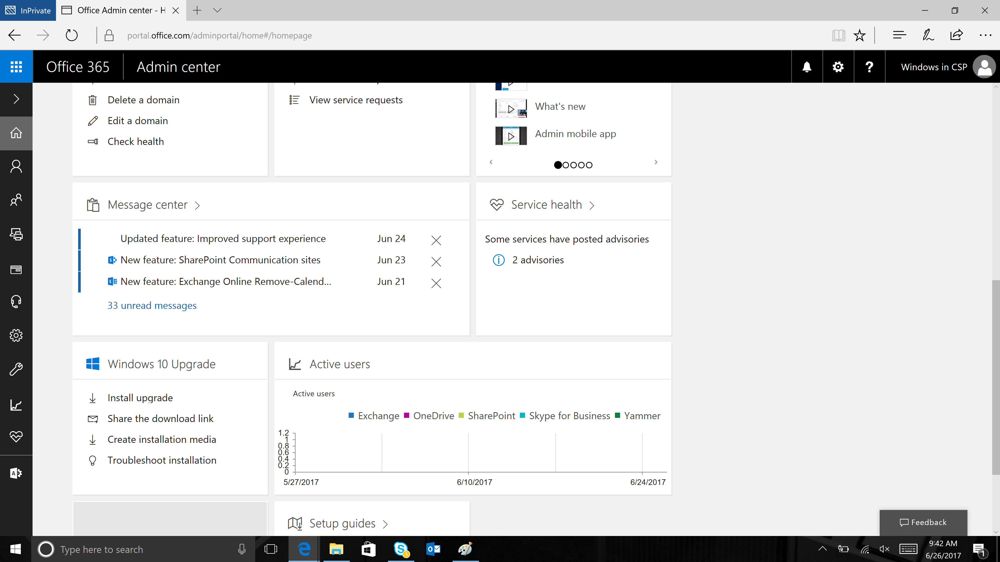 InPrivate
Office Admin center - H
portal.office.com/adminportal/home#/homepage
Office 365
Admin center
Windows in CSP
Delete a domain
Edit a domain
Check health
View service requests
What's new
Admin mobile app
Message center
Updated feature: Improved support experience Jun 24
New feature: SharePoint Communication sites Jun 23
New feature: Exchange Online Remove-Calend... Jun 21
33 unread messages
Service health
Some services have posted advisories
2 advisories
Windows 10 Upgrade
Install upgrade
Share the download link
Create installation media
Troubleshoot installation
Active users
Active users
Exchange OneDrive SharePoint Skype for Business Yammer
1.2
1
0.8
0.6
0.4
0.2
0
5/27/2017 6/10/2017 6/24/2017
Setup guides
Feedback
Type here to search
9:42 AM
6/26/2017
1